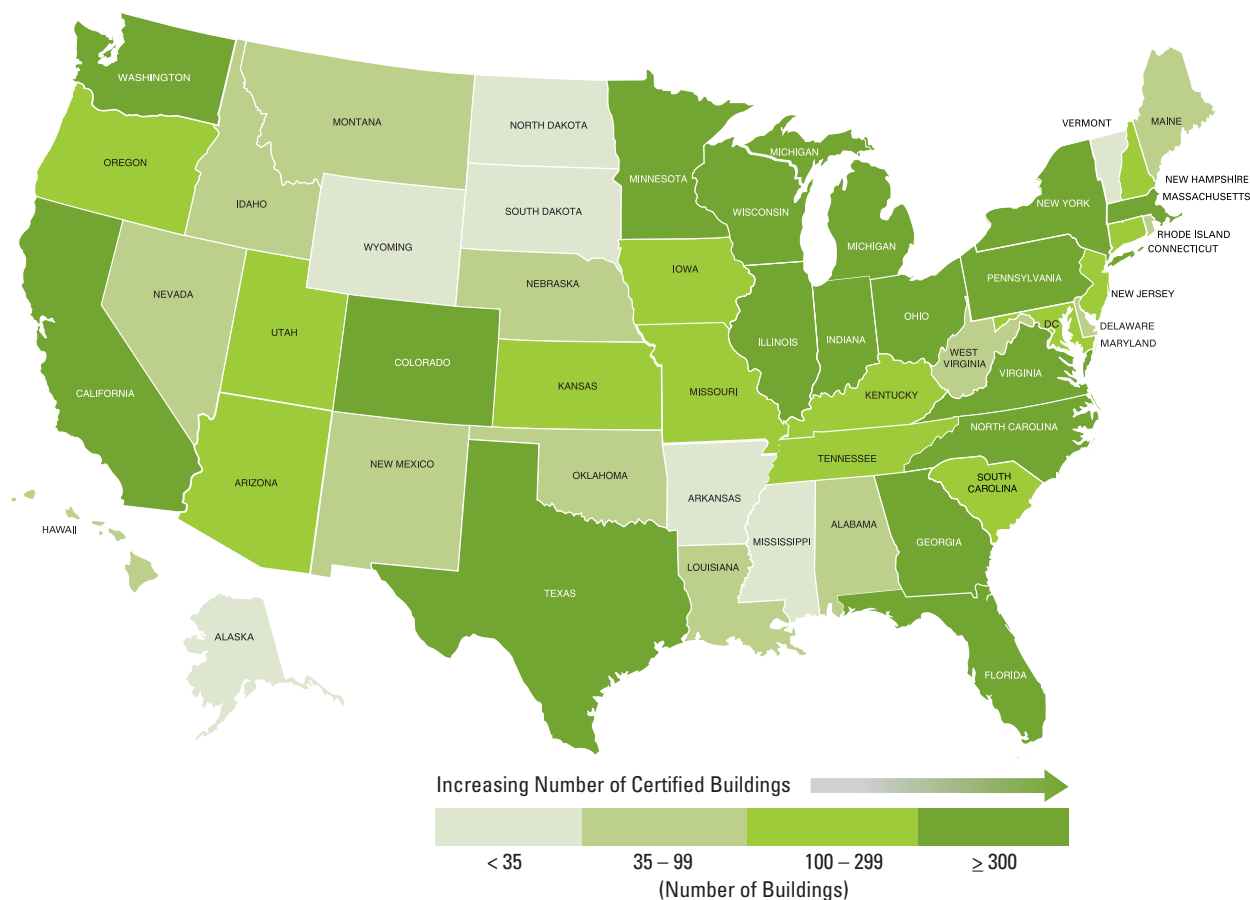 WASHINGTON
MONTANA
NORTH DAKOTA
MINNESOTA
MICHIGAN
VERMONT
MAINE
OREGON
IDAHO
SOUTH DAKOTA
WISCONSIN
MICHIGAN
NEW YORK
NEW HAMPSHIRE
MASSACHUSETTS
RHODE ISLAND
CONNECTICUT
WYOMING
NEVADA
UTAH
COLORADO
NEBRASKA
IOWA
ILLINOIS
INDIANA
OHIO
PENNSYLVANIA
NEW JERSEY
DC
DELAWARE
MARYLAND
CALIFORNIA
KANSAS
MISSOURI
KENTUCKY
WEST
VIRGINIA
VIRGINIA
NORTH CAROLINA
ARIZONA
NEW MEXICO
OKLAHOMA
ARKANSAS
TENNESSEE
SOUTH
CAROLINA
HAWAII
TEXAS
LOUISIANA
MISSISSIPPI
ALABAMA
GEORGIA
ALASKA
FLORIDA
Increasing Number of Certified Buildings
< 35
35 – 99
100 – 299
≥ 300
(Number of Buildings)